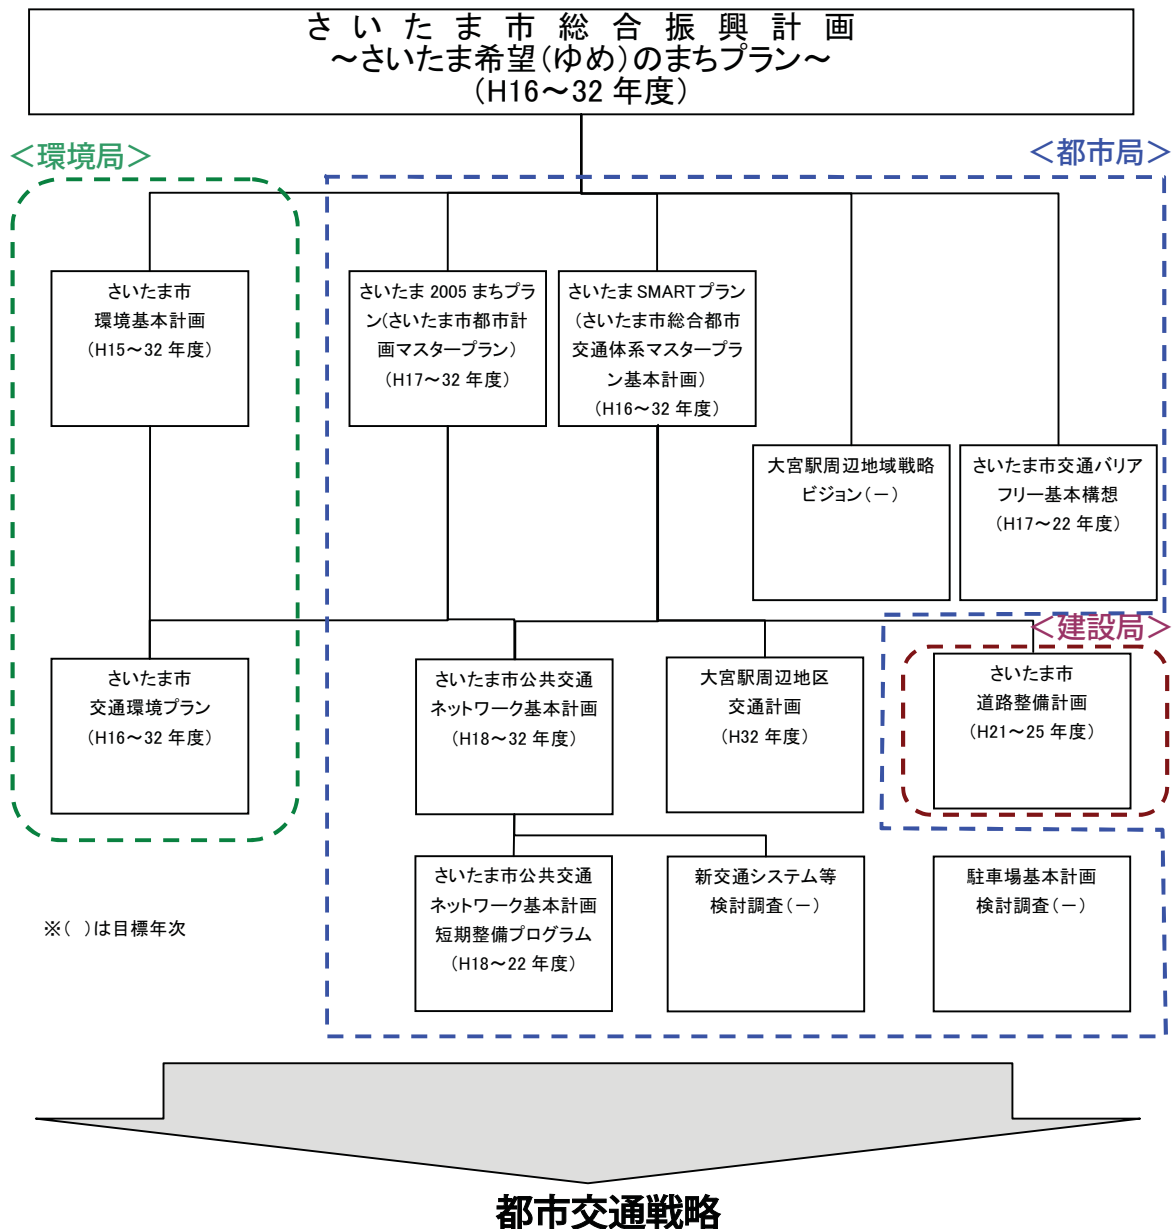 さいたま市総合振興計画
～さいたま希望(ゆめ)のまちプラン～
(H16～32 年度)
＜環境局＞
＜都市局＞
さいたま市
環境基本計画
(H15～32 年度)
さいたま 2005 まちプラ
ン(さいたま市都市計
画マスタープラン)
(H17～32 年度)
さいたま SMART プラン
(さいたま市総合都市
交通体系マスタープラ
ン基本計画)
(H16～32 年度)
大宮駅周辺地域戦略
ビジョン(－)
さいたま市交通バリア
フリー基本構想
(H17～22 年度)
＜建設局＞
さいたま市
交通環境プラン
(H16～32 年度)
さいたま市公共交通
ネットワーク基本計画
(H18～32 年度)
大宮駅周辺地区
交通計画
(H32 年度)
さいたま市
道路整備計画
(H21～25 年度)
さいたま市公共交通
ネットワーク基本計画
短期整備プログラム
(H18～22 年度)
新交通システム等
検討調査(－)
駐車場基本計画
検討調査(－)
※( )は目標年次
都市交通戦略